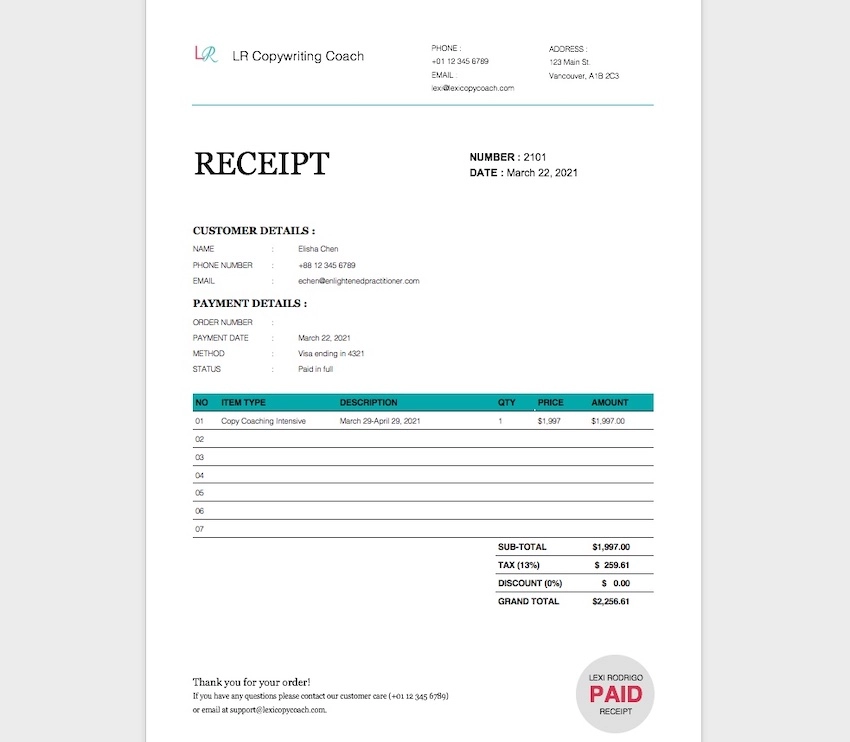 LR LR Copywriting Coach
PHONE :
+01 12 345 6789
EMAIL :
lexi@lexicopycoach.com
ADDRESS :
123 Main St.
Vancouver, A1B 2C3
RECEIPT
NUMBER : 2101
DATE : March 22, 2021
CUSTOMER DETAILS :
NAME : Elisha Chen
PHONE NUMBER : +88 12 345 6789
EMAIL : echen@enlightenedpractitioner.com
PAYMENT DETAILS :
ORDER NUMBER :
PAYMENT DATE : March 22, 2021
METHOD : Visa ending in 4321
STATUS : Paid in full
NO ITEM TYPE DESCRIPTION QTY PRICE AMOUNT
01 Copy Coaching Intensive March 29-April 29, 2021 1 $1,997 $1,997.00
02
03
04
05
06
07
SUB-TOTAL $1,997.00
TAX (13%) $ 259.61
DISCOUNT (0%) $ 0.00
GRAND TOTAL $2,256.61
Thank you for your order!
If you have any questions please contact our customer care (+01 12 345 6789)
or email at support@lexicopycoach.com.
LEXI RODRIGO
PAID
RECEIPT